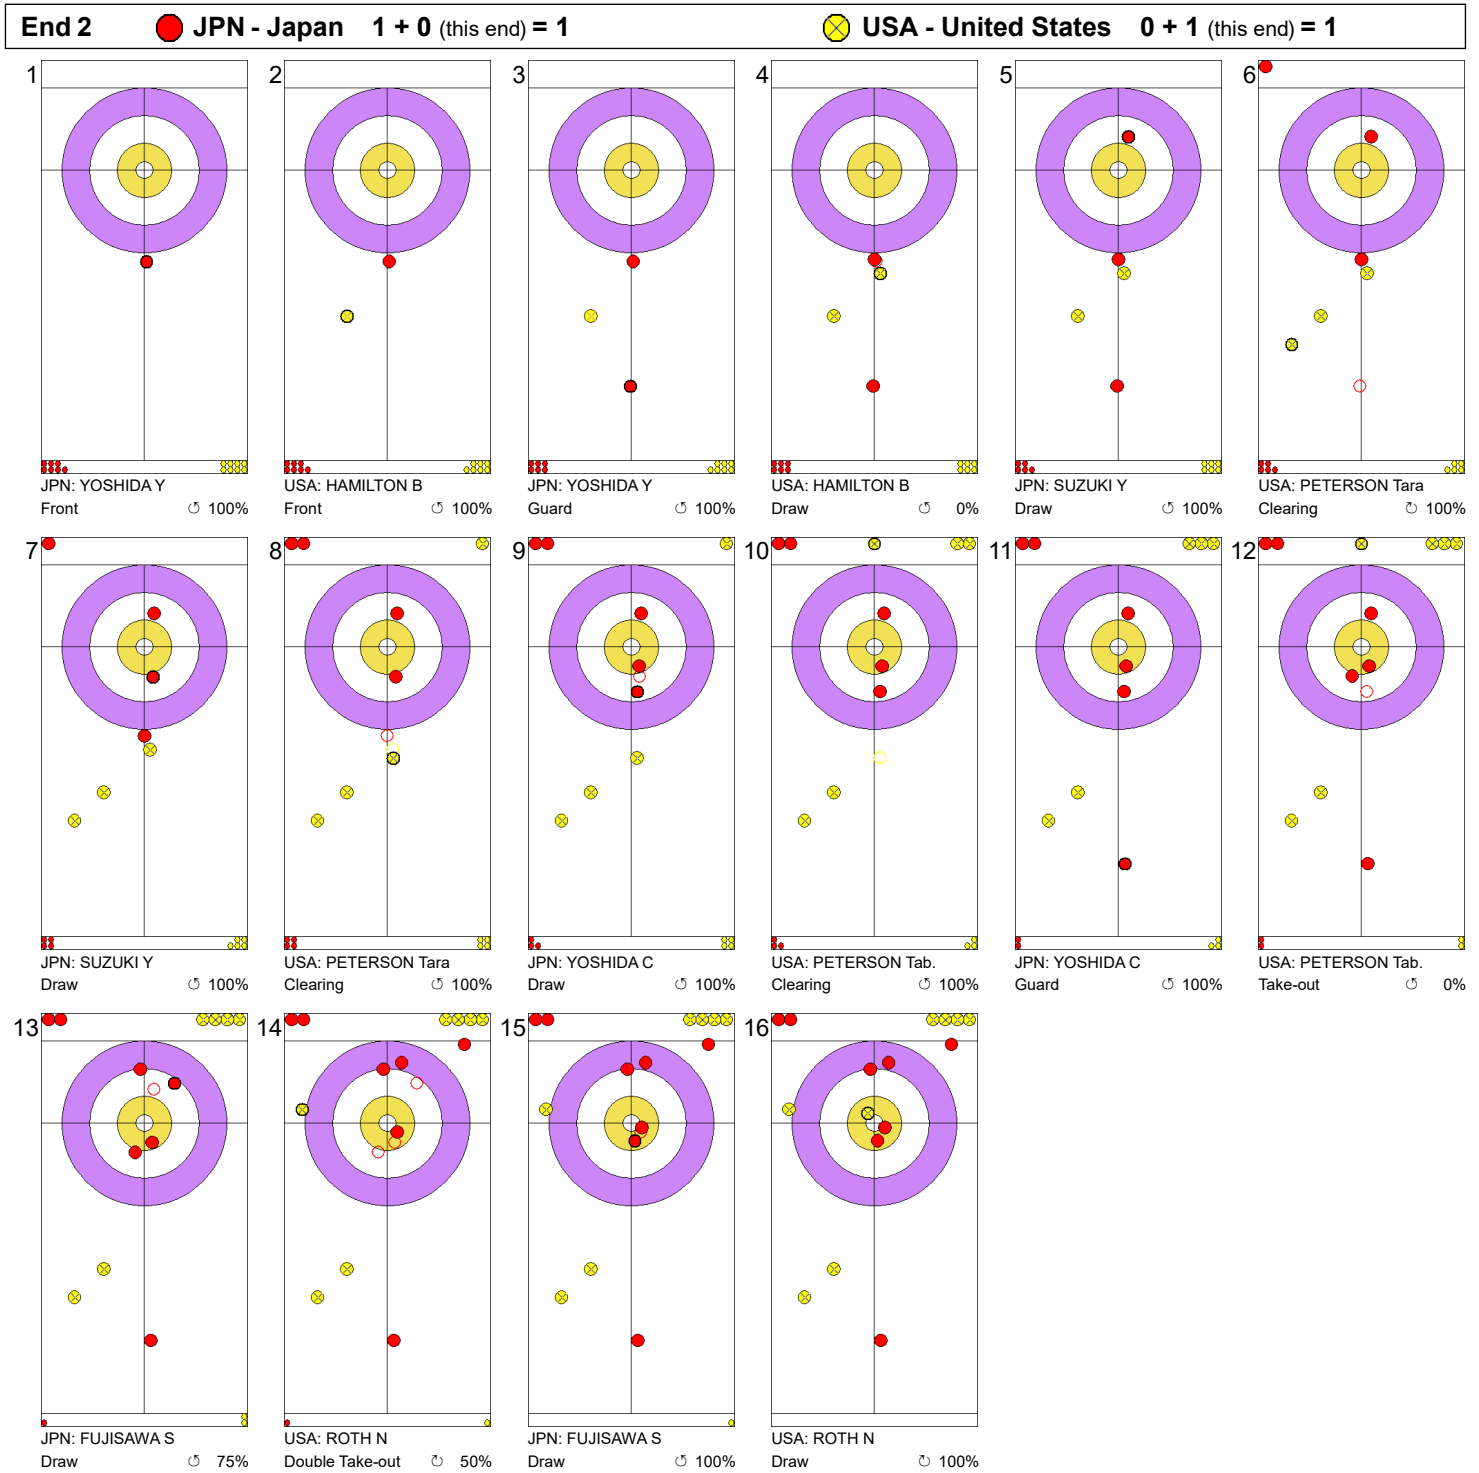 End 2 JPN - Japan 1 + 0 (this end) = 1 USA - United States 0 + 1 (this end) = 1
1 2 3 4 5 6
JPN: YOSHIDA Y USA: HAMILTON B JPN: YOSHIDA Y USA: HAMILTON B JPN: SUZUKI Y USA: PETERSON Tara
Front ↺ 100% Front ↺ 100% Guard ↺ 100% Draw ↺ 0% Draw ↺ 100% Clearing ↻ 100%
7 8 9 10 11 12
JPN: SUZUKI Y USA: PETERSON Tara JPN: YOSHIDA C USA: PETERSON Tab. JPN: YOSHIDA C USA: PETERSON Tab.
Draw ↺ 100% Clearing ↻ 100% Draw ↺ 100% Clearing ↺ 100% Guard ↺ 100% Take-out ↺ 0%
13 14 15 16
JPN: FUJISAWA S USA: ROTH N JPN: FUJISAWA S USA: ROTH N
Draw ↺ 75% Double Take-out ↻ 50% Draw ↺ 100% Draw ↻ 100%